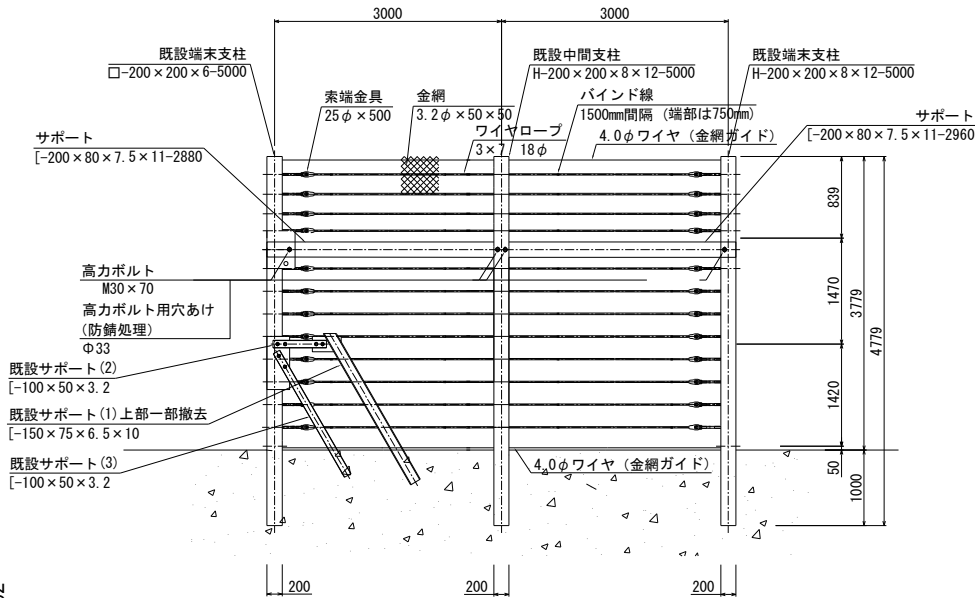 3000
3000
既設端末支柱
□-200×200×6-5000
既設中間支柱
H-200×200×8×12-5000
既設端末支柱
H-200×200×8×12-5000
索端金具
25φ×500
金網
3.2φ×50×50
バインド線
1500mm間隔（端部は750mm）
サポート
[-200×80×7.5×11-2880
ワイヤロープ
3×7 18φ
4.0φワイヤ（金網ガイド）
サポート
[-200×80×7.5×11-2960
839
1470
3779
4779
1420
50
1000
高力ボルト
M30×70
高力ボルト用穴あけ
(防錆処理)
Φ33
既設サポート(2)
[-100×50×3.2
既設サポート(1)上部一部撤去
[-150×75×6.5×10
既設サポート(3)
[-100×50×3.2
4.0φワイヤ（金網ガイド）
200
200
200